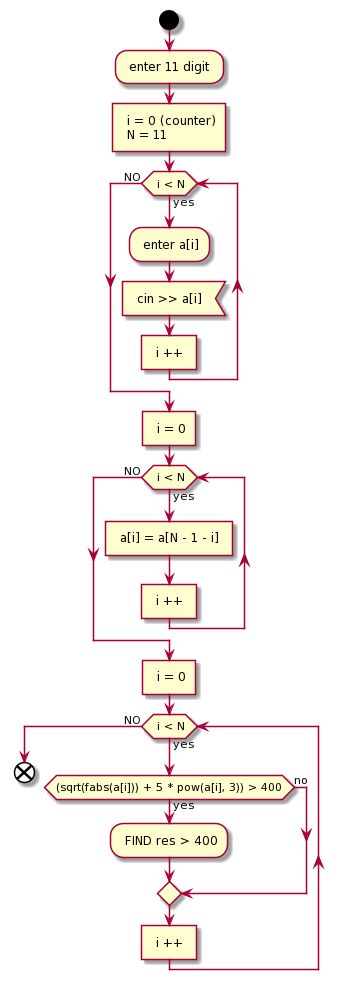 enter 11 digit
i = 0 (counter)
N = 11
NO
i < N
yes
enter a[i]
cin >> a[i]
i ++
i = 0
NO
i < N
yes
a[i] = a[N - 1 - i]
i ++
i = 0
NO
i < N
yes
(sqrt(fabs(a[i])) + 5 * pow(a[i], 3)) > 400
no
yes
FIND res > 400
i ++